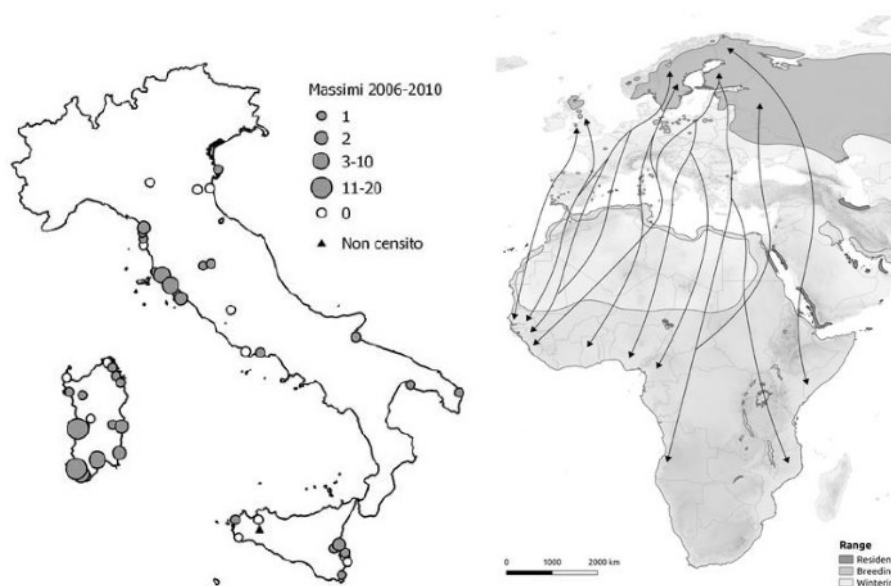 Massimi 2006-2010
1
2
3-10
11-20
0
Non censito
0 1000 2000 km
Range
Residen
Breedin
Winterin